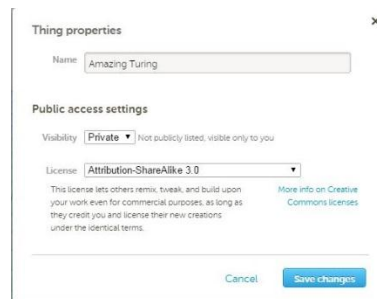 ×
Thing properties
Name Amazing Turing
Public access settings
Visibility Private ▼ Not publicly listed, visible only to you
License Attribution-ShareAlike 3.0 ▼
This license lets others remix, tweak, and build upon
your work even for commercial purposes, as long as
they credit you and license their new creations
under the identical terms.
More info on Creative
Commons licenses
Cancel Save changes